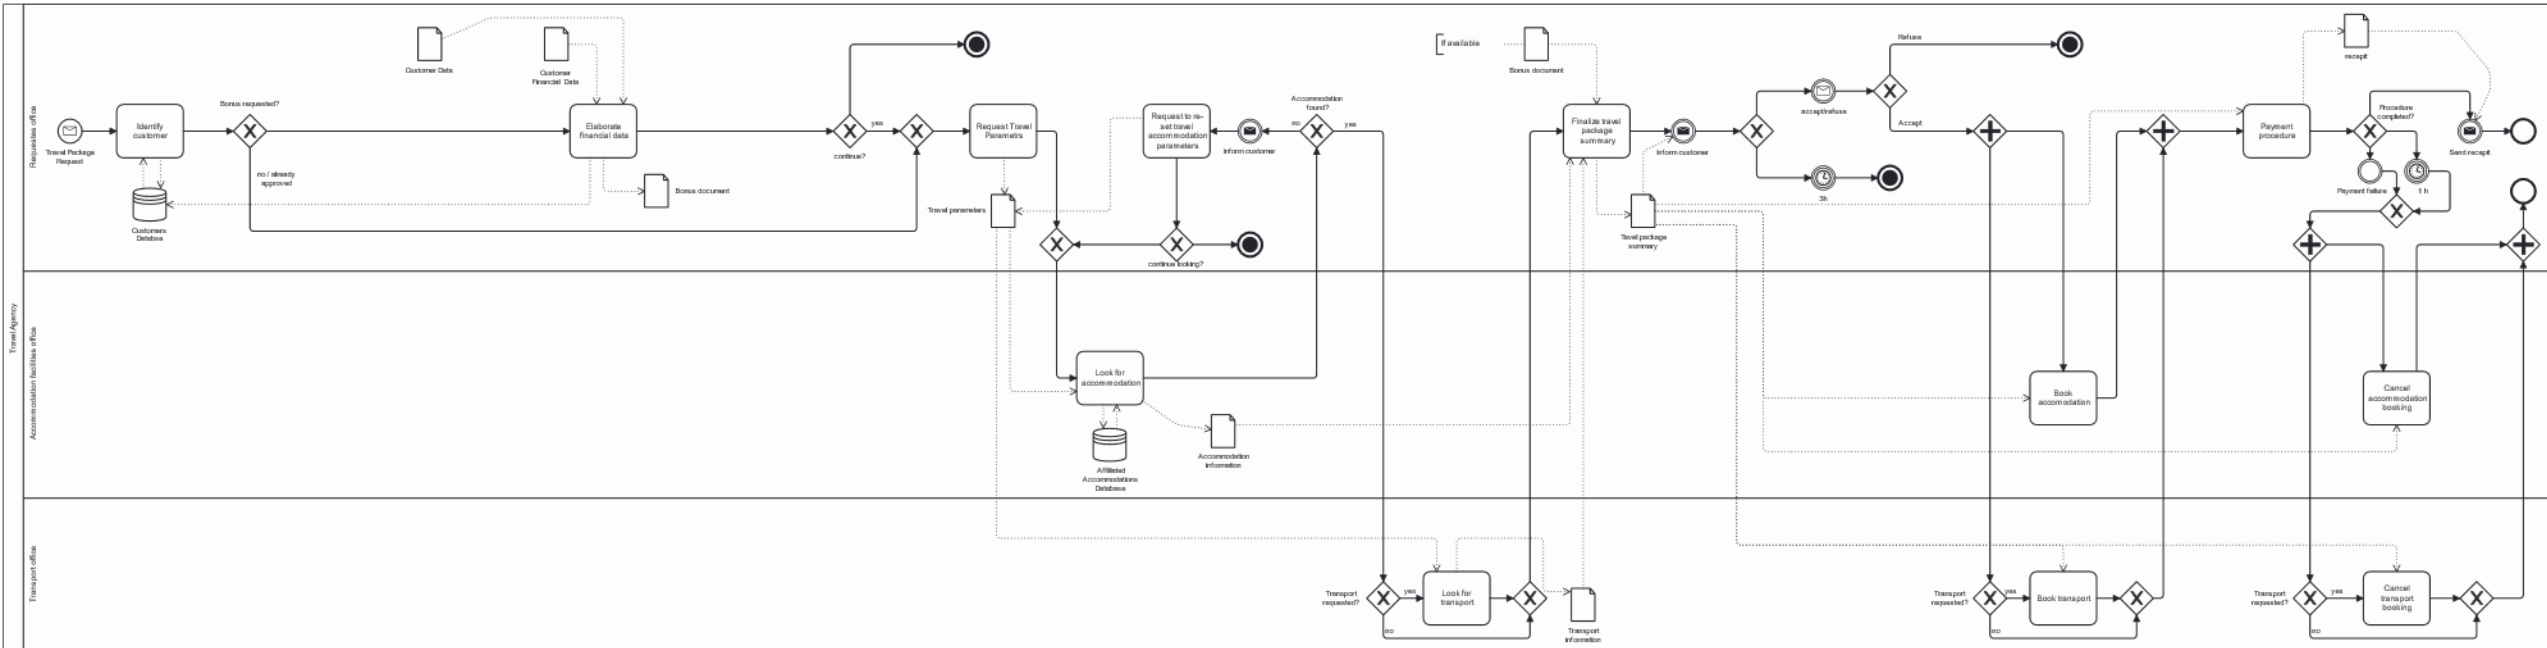 Travel Agency
Requestes office
Travel Package
Request
Identify
customer
Customers
Databse
Bonus requested?
no / already
approved
Customer Data
Customer
Financial Data
Elaborate
financial data
Bonus document
continue?
yes
Request Travel
Parametrs
Travel parameters
Request to re-
set travel
accommodation
parameters
continue looking?
Inform customer
no
Accommodation
found?
yes
If available
Bonus document
Finalize travel
package
summary
Inform customer
Travel package
summary
accept/refuse
3h
Refuse
Accept
Payment
procedure
receipt
Procedure
completed?
Payment failure
1 h
Send receipt
Accommodation facilities office
Look for
accommodation
Affiliated
Accommodations
Database
Accommodation
information
Book
accomodation
Cancel
accommodation
booking
Transport office
Transport
requested?
yes
no
Look for
transport
Transport
information
Transport
requested?
yes
no
Book transport
Transport
requested?
yes
no
Cancel
transport
booking